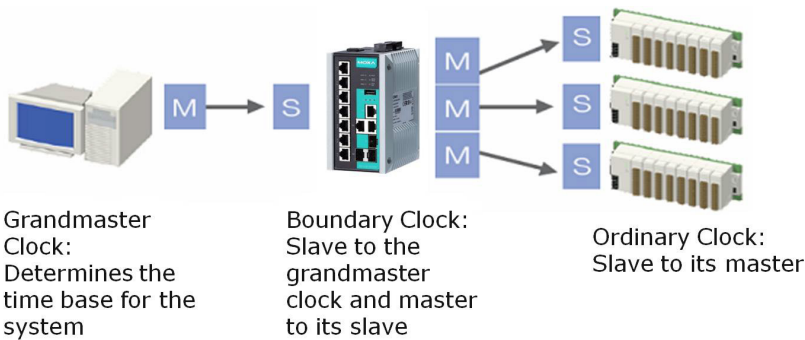 M
S
MOXA
M
M
M
S
S
S
Grandmaster
Clock:
Determines the
time base for the
system
Boundary Clock:
Slave to the
grandmaster
clock and master
to its slave
Ordinary Clock:
Slave to its master